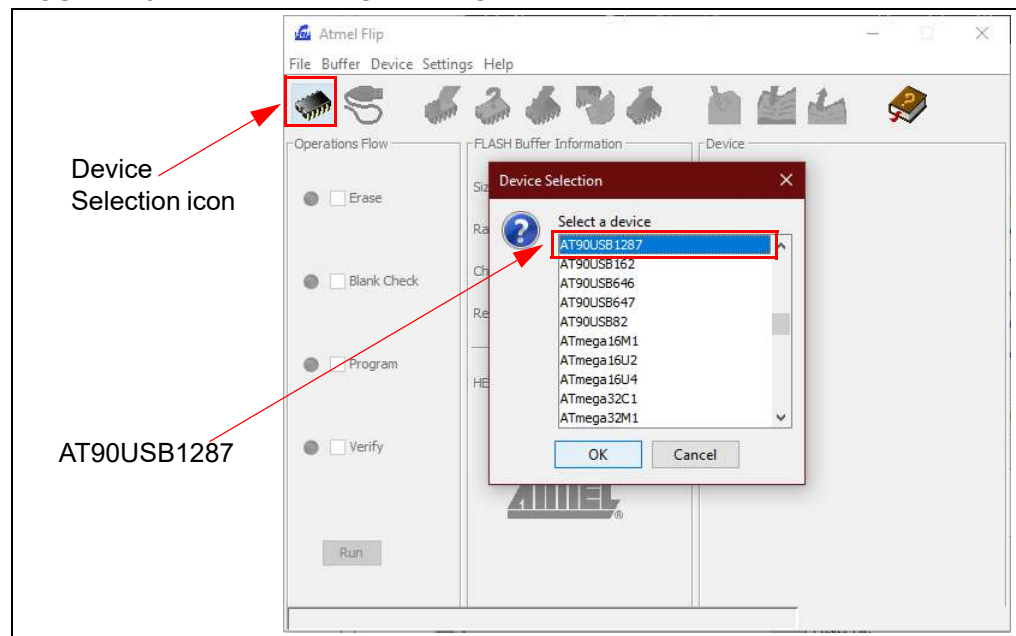 Atmel Flip
File Buffer Device Settings Help
Device
Selection icon
Operations Flow
FLASH Buffer Information
Device
Erase
Blank Check
Program
Verify
Run
Device Selection
Select a device
AT90USB1287
AT90USB162
AT90USB646
AT90USB647
AT90USB82
ATmega16M1
ATmega16U2
ATmega16U4
ATmega32C1
ATmega32M1
OK
Cancel
AT90USB1287
ATMEL
®